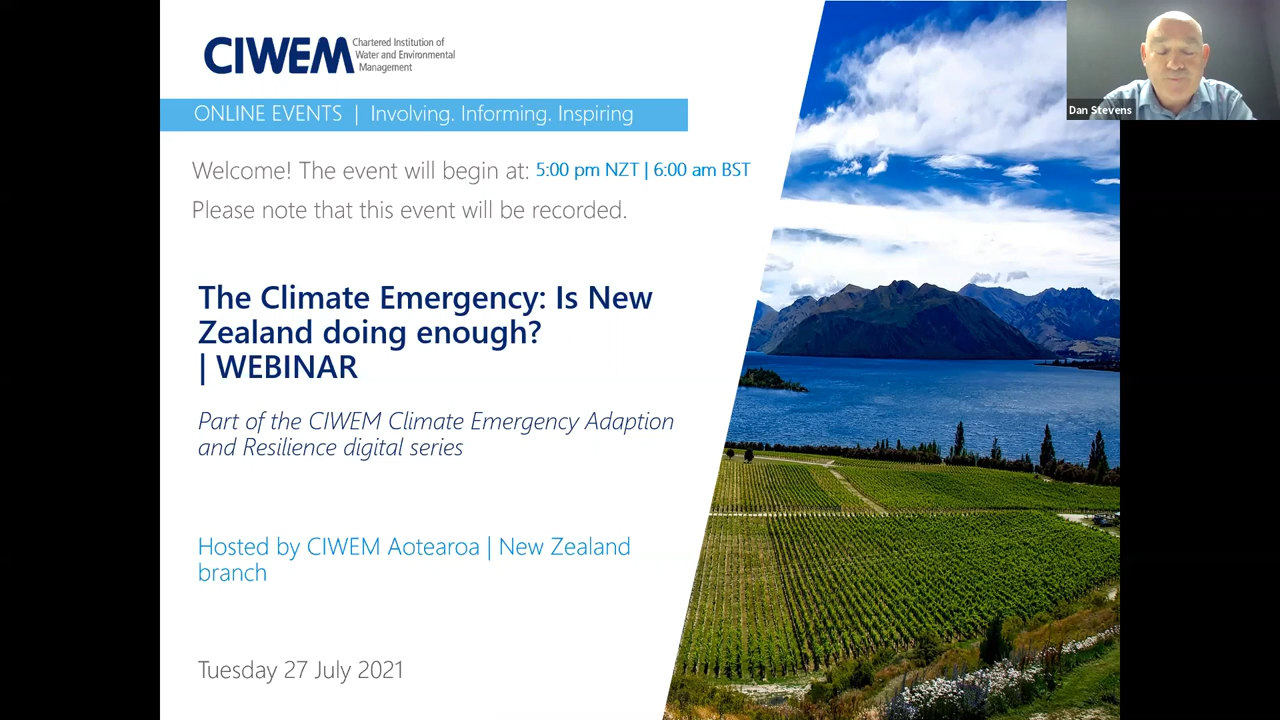 CIWEM
Chartered Institution of
Water and Environmental
Management
ONLINE EVENTS | Involving. Informing. Inspiring
Welcome! The event will begin at: 5:00 pm NZT | 6:00 am BST
Please note that this event will be recorded.
The Climate Emergency: Is New
Zealand doing enough?
| WEBINAR
Part of the CIWEM Climate Emergency Adaption
and Resilience digital series
Hosted by CIWEM Aotearoa | New Zealand
branch
Tuesday 27 July 2021
Dan Stevens